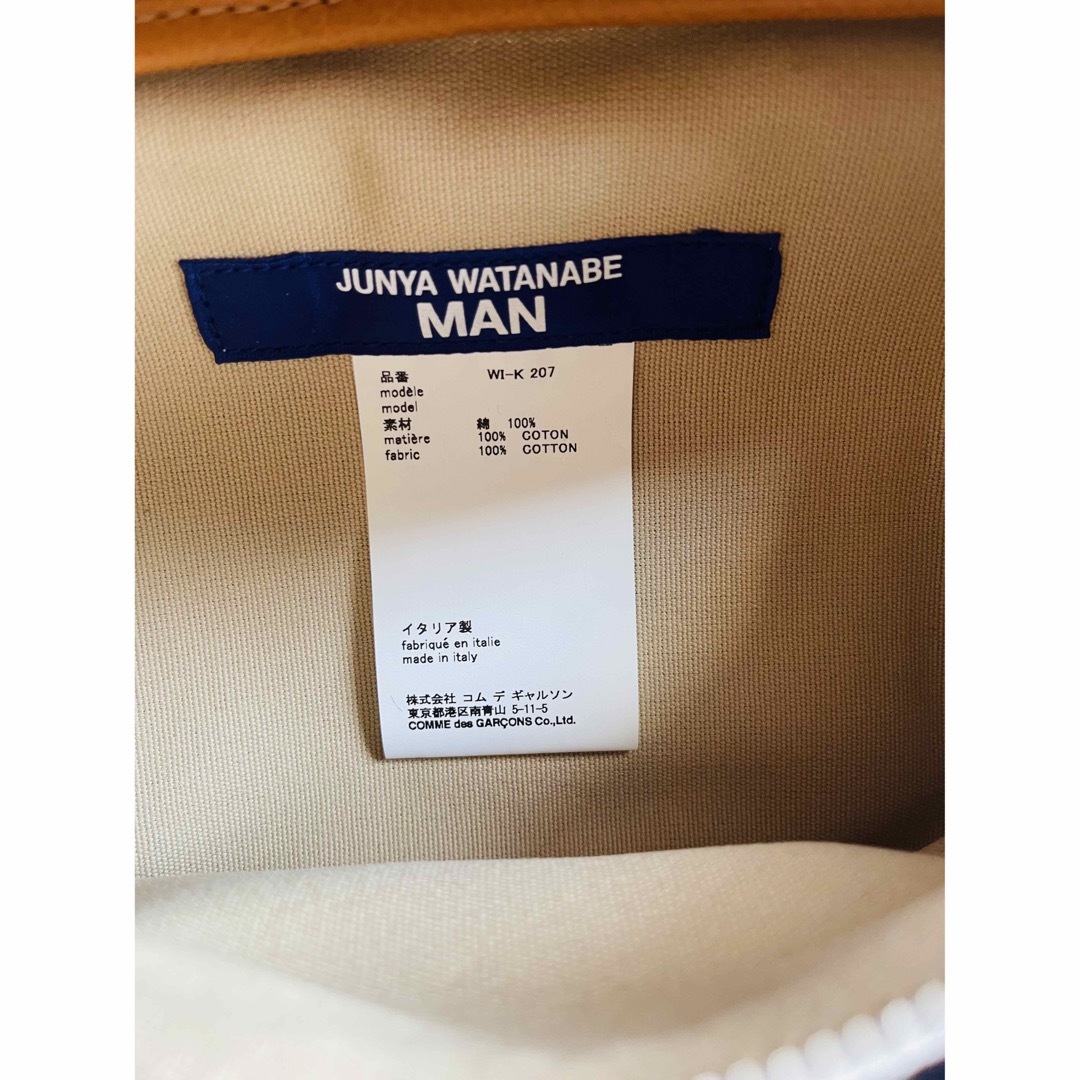 JUNYA WATANABE
MAN
品番 WI-K 207
modèle
model
素材 綿 100%
matière 100% COTON
fabric 100% COTTON
イタリア製
fabriqué en italie
made in italy
株式会社 コム デ ギャルソン
東京都港区南青山 5-11-5
COMME des GARÇONS Co.,Ltd.